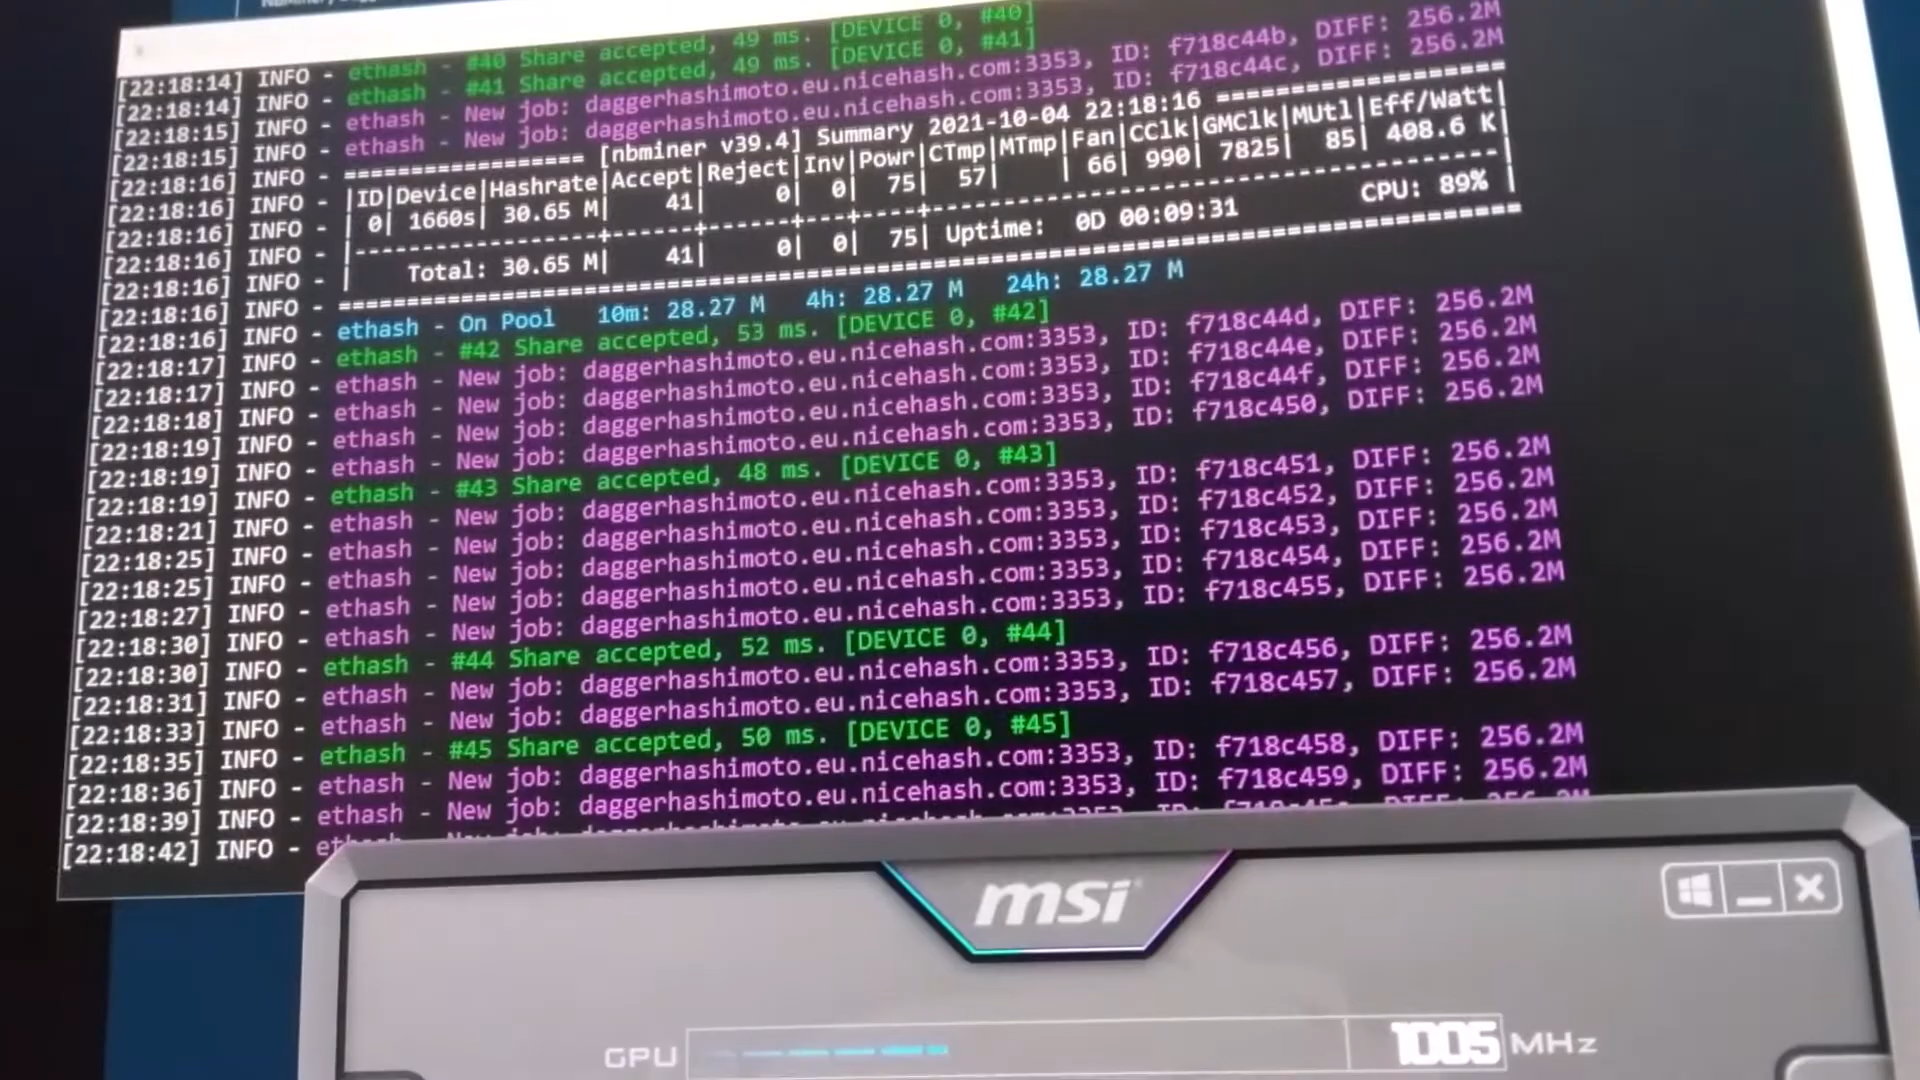 [22:18:14] INFO - ethash - #40 Share accepted, 49 ms. [DEVICE 0, #40]
[22:18:14] INFO - ethash - #41 Share accepted, 49 ms. [DEVICE 0, #41]
[22:18:15] INFO - ethash - New job: daggerhashimoto.eu.nicehash.com:3353, ID: f718c44b, DIFF: 256.2M
[22:18:15] INFO - ethash - New job: daggerhashimoto.eu.nicehash.com:3353, ID: f718c44c, DIFF: 256.2M
[22:18:16] INFO - ============== [nbminer v39.4] Summary 2021-10-04 22:18:16 =================
[22:18:16] INFO - |ID|Device|Hashrate|Accept|Reject|Inv|Powr|CTmp|MTmp|Fan|CClk|GMClk|MUtl|Eff/Watt|
[22:18:16] INFO - | 0| 1660s| 30.65 M| 41| 0| 0| 75| 57| | 66| 990| 7825| 85| 408.6 K|
[22:18:16] INFO - |------------------+------+------+---+----+----------------------------------|
[22:18:16] INFO - | Total: 30.65 M| 41| 0| 0| 75| Uptime: 0D 00:09:31 CPU: 89% |
[22:18:16] INFO - ==========================================================================
[22:18:16] INFO - ethash - On Pool 10m: 28.27 M 4h: 28.27 M 24h: 28.27 M
[22:18:17] INFO - ethash - #42 Share accepted, 53 ms. [DEVICE 0, #42]
[22:18:17] INFO - ethash - New job: daggerhashimoto.eu.nicehash.com:3353, ID: f718c44d, DIFF: 256.2M
[22:18:18] INFO - ethash - New job: daggerhashimoto.eu.nicehash.com:3353, ID: f718c44e, DIFF: 256.2M
[22:18:19] INFO - ethash - New job: daggerhashimoto.eu.nicehash.com:3353, ID: f718c44f, DIFF: 256.2M
[22:18:19] INFO - ethash - New job: daggerhashimoto.eu.nicehash.com:3353, ID: f718c450, DIFF: 256.2M
[22:18:19] INFO - ethash - #43 Share accepted, 48 ms. [DEVICE 0, #43]
[22:18:21] INFO - ethash - New job: daggerhashimoto.eu.nicehash.com:3353, ID: f718c451, DIFF: 256.2M
[22:18:25] INFO - ethash - New job: daggerhashimoto.eu.nicehash.com:3353, ID: f718c452, DIFF: 256.2M
[22:18:25] INFO - ethash - New job: daggerhashimoto.eu.nicehash.com:3353, ID: f718c453, DIFF: 256.2M
[22:18:27] INFO - ethash - New job: daggerhashimoto.eu.nicehash.com:3353, ID: f718c454, DIFF: 256.2M
[22:18:30] INFO - ethash - New job: daggerhashimoto.eu.nicehash.com:3353, ID: f718c455, DIFF: 256.2M
[22:18:30] INFO - ethash - #44 Share accepted, 52 ms. [DEVICE 0, #44]
[22:18:31] INFO - ethash - New job: daggerhashimoto.eu.nicehash.com:3353, ID: f718c456, DIFF: 256.2M
[22:18:33] INFO - ethash - New job: daggerhashimoto.eu.nicehash.com:3353, ID: f718c457, DIFF: 256.2M
[22:18:35] INFO - ethash - #45 Share accepted, 50 ms. [DEVICE 0, #45]
[22:18:36] INFO - ethash - New job: daggerhashimoto.eu.nicehash.com:3353, ID: f718c458, DIFF: 256.2M
[22:18:39] INFO - ethash - New job: daggerhashimoto.eu.nicehash.com:3353, ID: f718c459, DIFF: 256.2M
[22:18:42] INFO - ethash
msi
GPU 1005 MHz